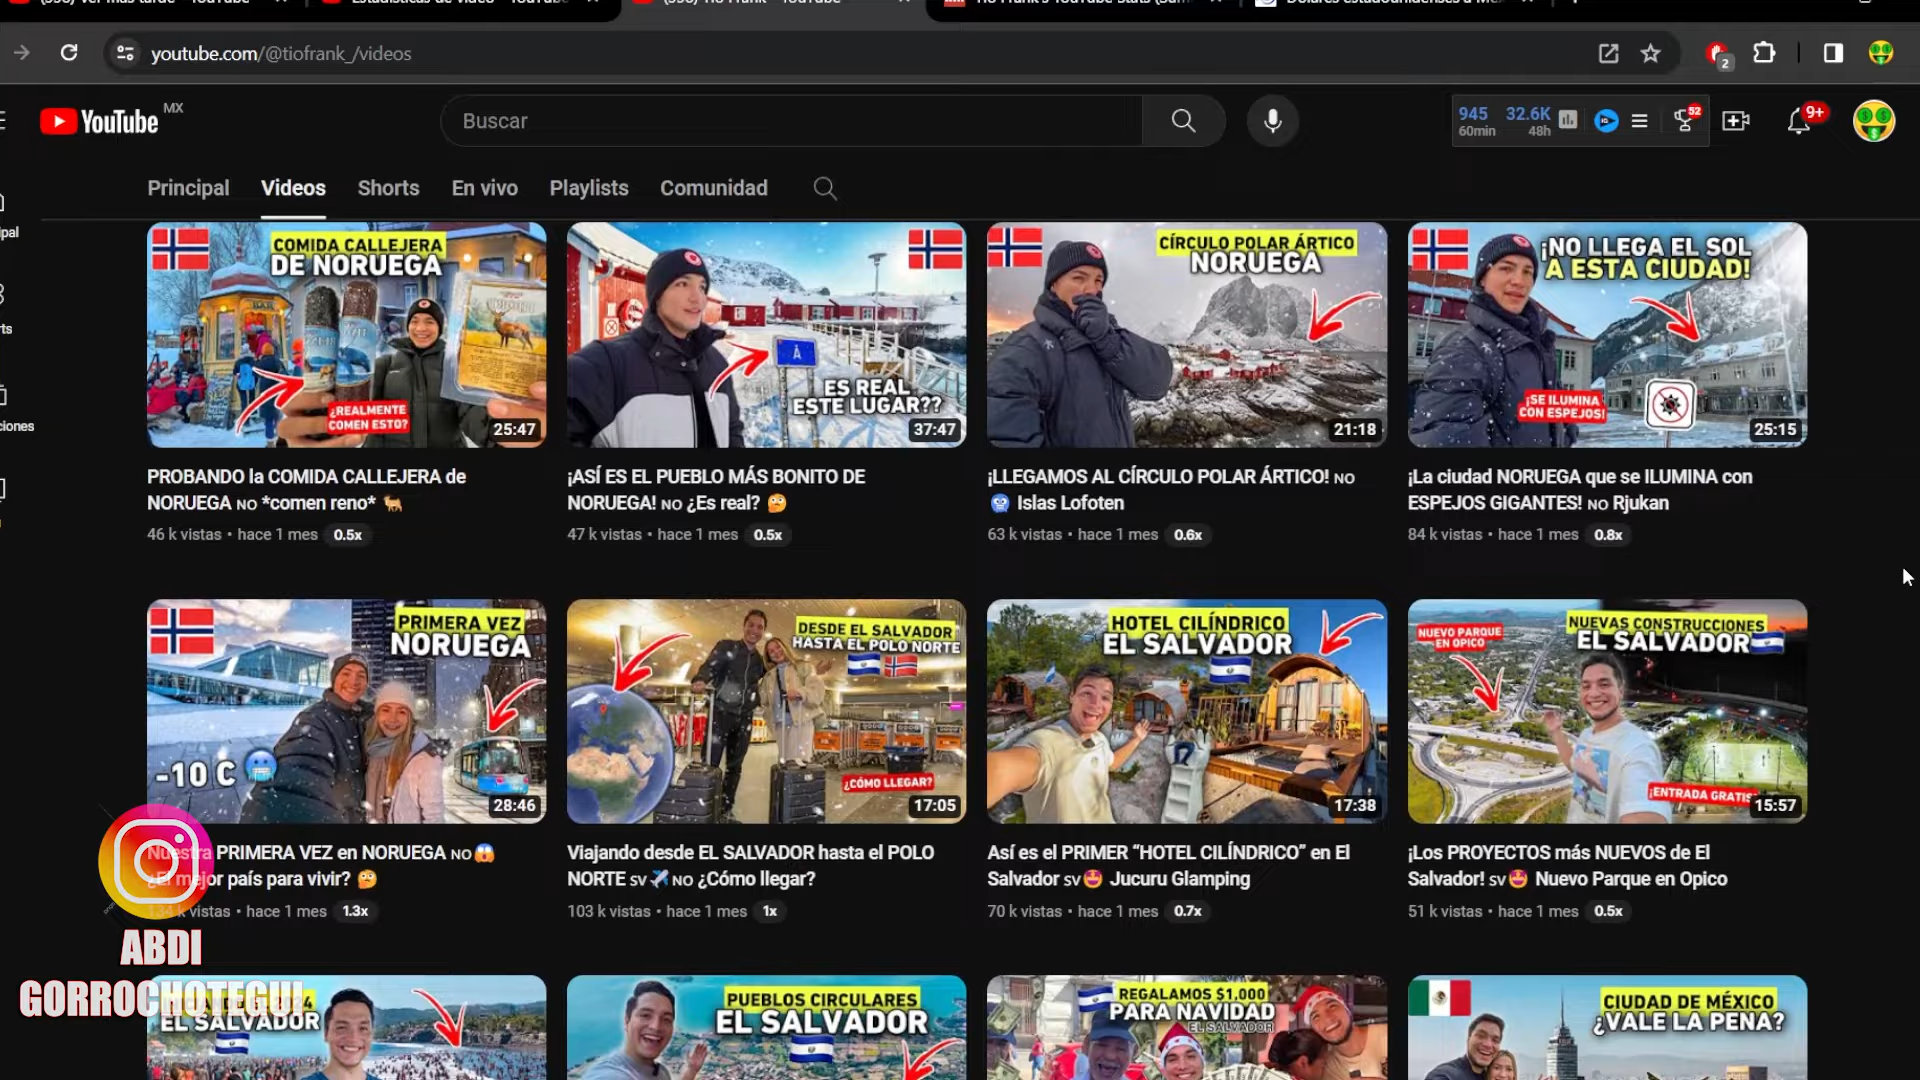 youtube.com/@tiofrank_/videos
2
YouTube MX
Buscar
945 32.6K
60min 48h
52
9+
Principal Videos Shorts En vivo Playlists Comunidad
COMIDA CALLEJERA
DE NORUEGA
BAR
¿REALMENTE
COMEN ESTO?
25:47
Å
ES REAL
ESTE LUGAR??
37:47
CÍRCULO POLAR ÁRTICO
NORUEGA
21:18
¡NO LLEGA EL SOL
A ESTA CIUDAD!
¡SE ILUMINA
CON ESPEJOS!
25:15
PROBANDO la COMIDA CALLEJERA de
NORUEGA NO *comen reno* 🐂
46 k vistas • hace 1 mes 0.5x
¡ASÍ ES EL PUEBLO MÁS BONITO DE
NORUEGA! NO ¿Es real? 🤔
47 k vistas • hace 1 mes 0.5x
¡LLEGAMOS AL CÍRCULO POLAR ÁRTICO! NO
🥶 Islas Lofoten
63 k vistas • hace 1 mes 0.6x
¡La ciudad NORUEGA que se ILUMINA con
ESPEJOS GIGANTES! NO Rjukan
84 k vistas • hace 1 mes 0.8x
PRIMERA VEZ
NORUEGA
-10 C
28:46
DESDE EL SALVADOR
HASTA EL POLO NORTE
¿CÓMO LLEGAR?
17:05
HOTEL CILÍNDRICO
EL SALVADOR
17:38
NUEVO PARQUE
EN OPICO
NUEVAS CONSTRUCCIONES
EL SALVADOR
¡ENTRADA GRATIS
15:57
Nuestra PRIMERA VEZ en NORUEGA NO😱
¿El mejor país para vivir? 🤔
134 k vistas • hace 1 mes 1.3x
Viajando desde EL SALVADOR hasta el POLO
NORTE SV✈️NO ¿Cómo llegar?
103 k vistas • hace 1 mes 1x
Así es el PRIMER “HOTEL CILÍNDRICO” en El
Salvador SV🤩 Jucuru Glamping
70 k vistas • hace 1 mes 0.7x
¡Los PROYECTOS más NUEVOS de El
Salvador! SV🤩 Nuevo Parque en Opico
51 k vistas • hace 1 mes 0.5x
ABDI
GORROCHOTEGUI
EL SALVADOR
PUEBLOS CIRCULARES
EL SALVADOR
REGALAMOS $1,000
PARA NAVIDAD
EL SALVADOR
CIUDAD DE MÉXICO
¿VALE LA PENA?